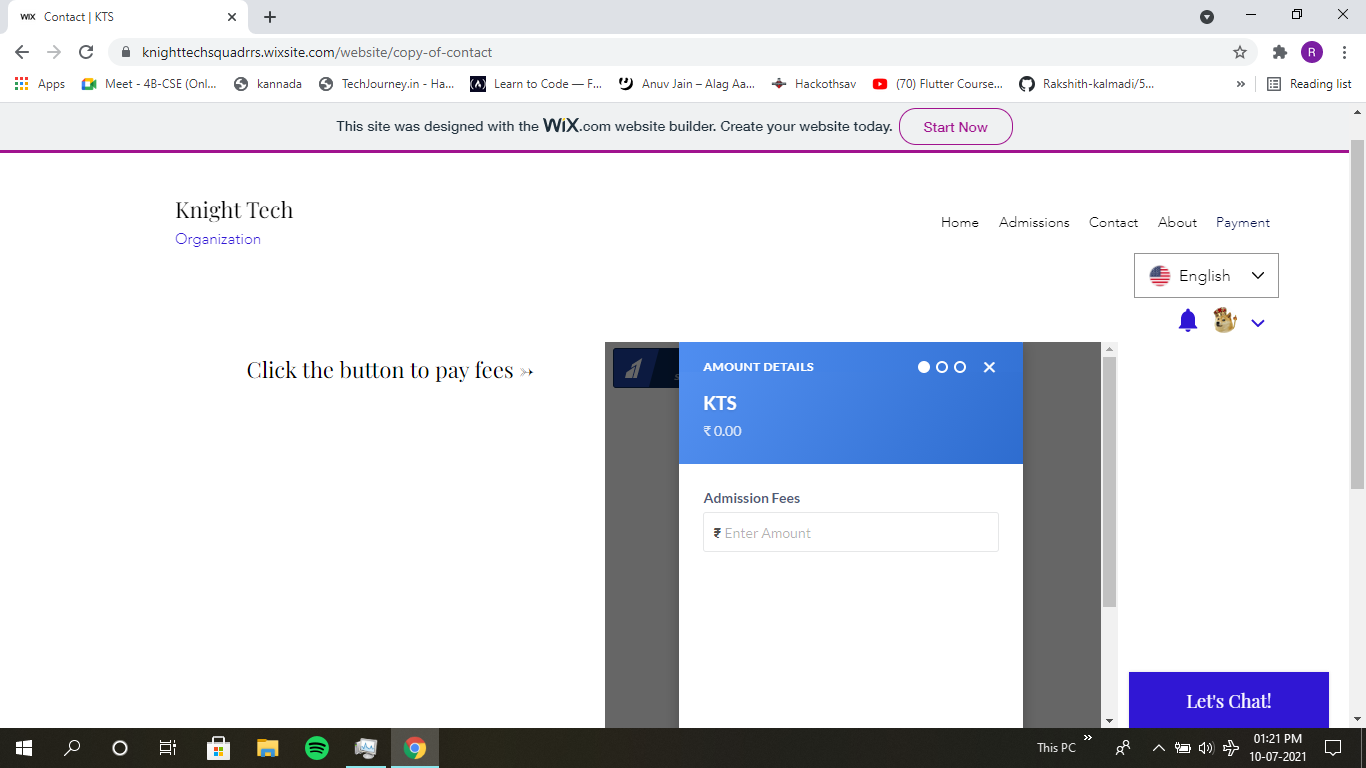 WIX Contact | KTS
knighttechsquadrrs.wixsite.com/website/copy-of-contact
R
Apps Meet - 4B-CSE (Onl... kannada TechJourney.in - Ha... Learn to Code — F... Anuv Jain – Alag Aa... Hackothsav (70) Flutter Course... Rakshith-kalmadi/5... » Reading list
This site was designed with the WiX.com website builder. Create your website today. Start Now
Knight Tech
Organization
Home Admissions Contact About Payment
English
Click the button to pay fees ↣
AMOUNT DETAILS
KTS
₹ 0.00
Admission Fees
₹ Enter Amount
Let's Chat!
This PC »
01:21 PM
10-07-2021